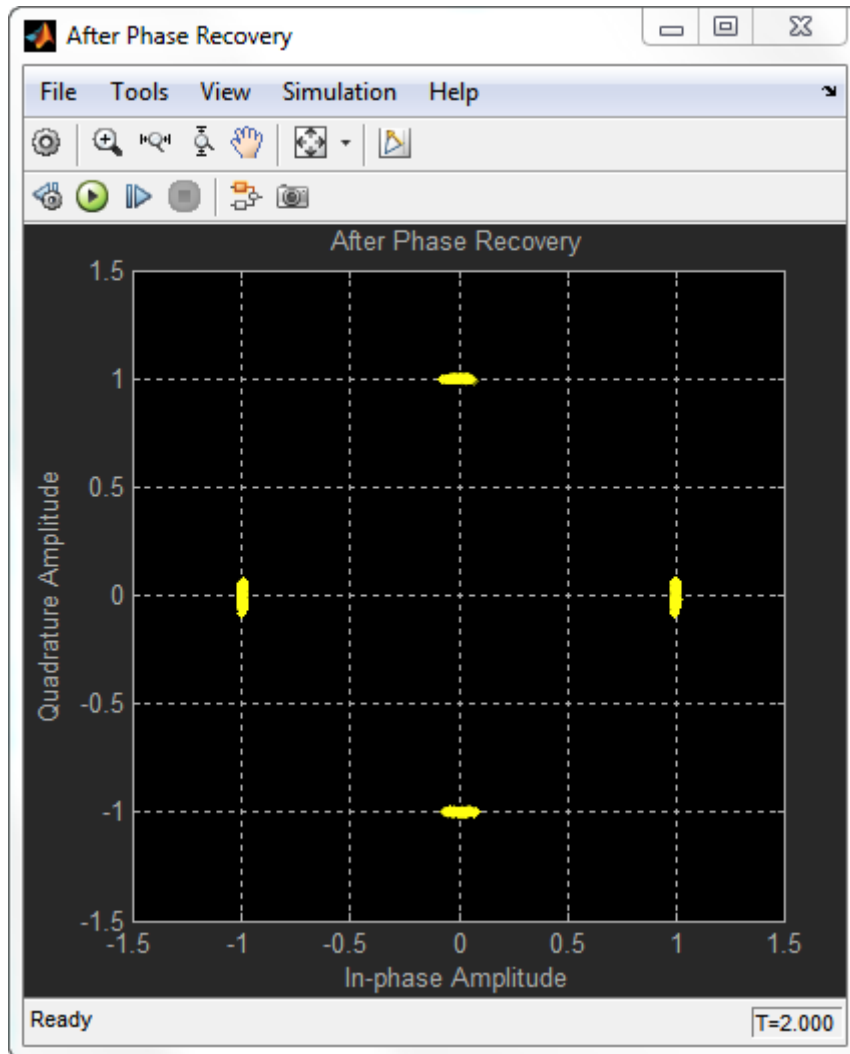 After Phase Recovery
File Tools View Simulation Help
After Phase Recovery
1.5
1
0.5
0
-0.5
-1
-1.5
Quadrature Amplitude
-1.5 -1 -0.5 0 0.5 1 1.5
In-phase Amplitude
Ready T=2.000